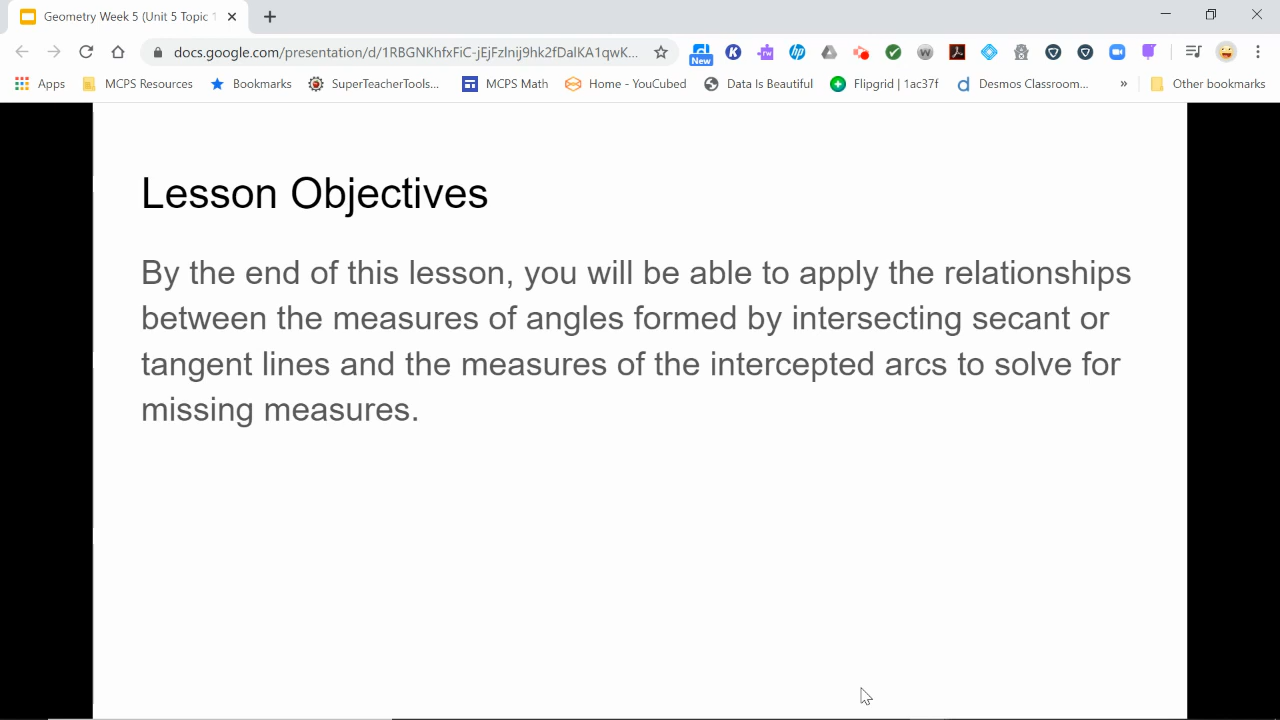 Geometry Week 5 (Unit 5 Topic 1
docs.google.com/presentation/d/1RBGNKhfxFiC-jEjFzlnij9hk2fDalKA1qwK...
New
Apps
MCPS Resources
Bookmarks
SuperTeacherTools...
MCPS Math
Home - YouCubed
Data Is Beautiful
Flipgrid | 1ac37f
Desmos Classroom...
»
Other bookmarks
Lesson Objectives
By the end of this lesson, you will be able to apply the relationships
between the measures of angles formed by intersecting secant or
tangent lines and the measures of the intercepted arcs to solve for
missing measures.